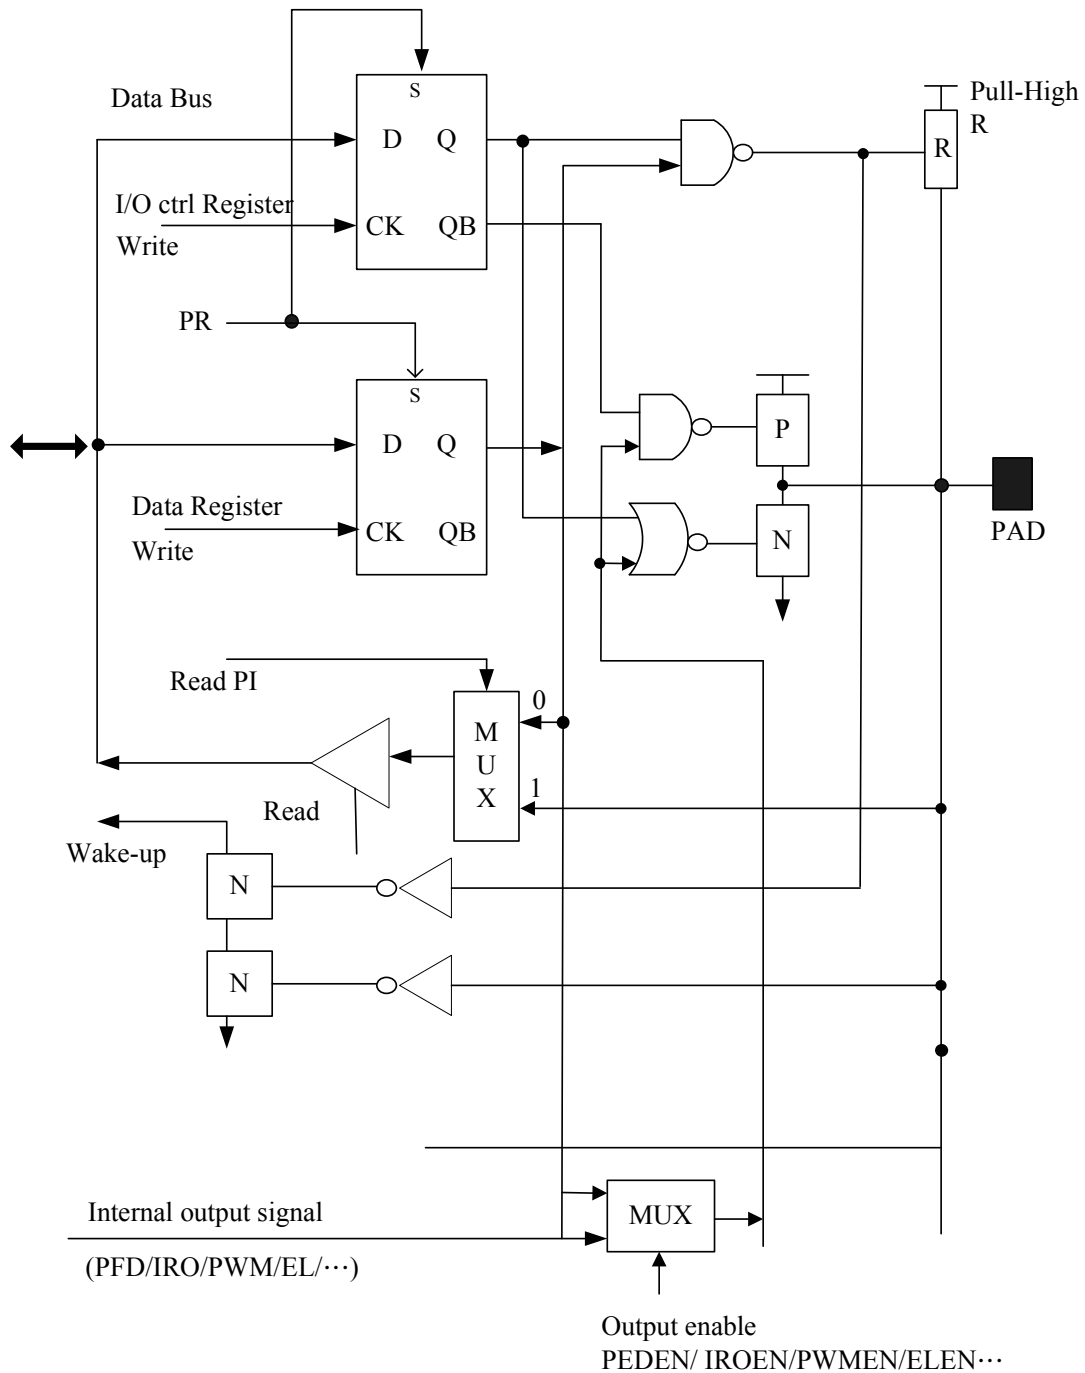 Data Bus
Pull-High
R
S
D
Q
R
I/O ctrl Register
Write
CK
QB
PR
S
D
Q
P
Data Register
Write
CK
QB
N
PAD
Read PI
0
M
U
X
1
Read
Wake-up
N
N
Internal output signal
(PFD/IRO/PWM/EL/⋯)
MUX
Output enable
PEDEN/ IROEN/PWMEN/ELEN⋯